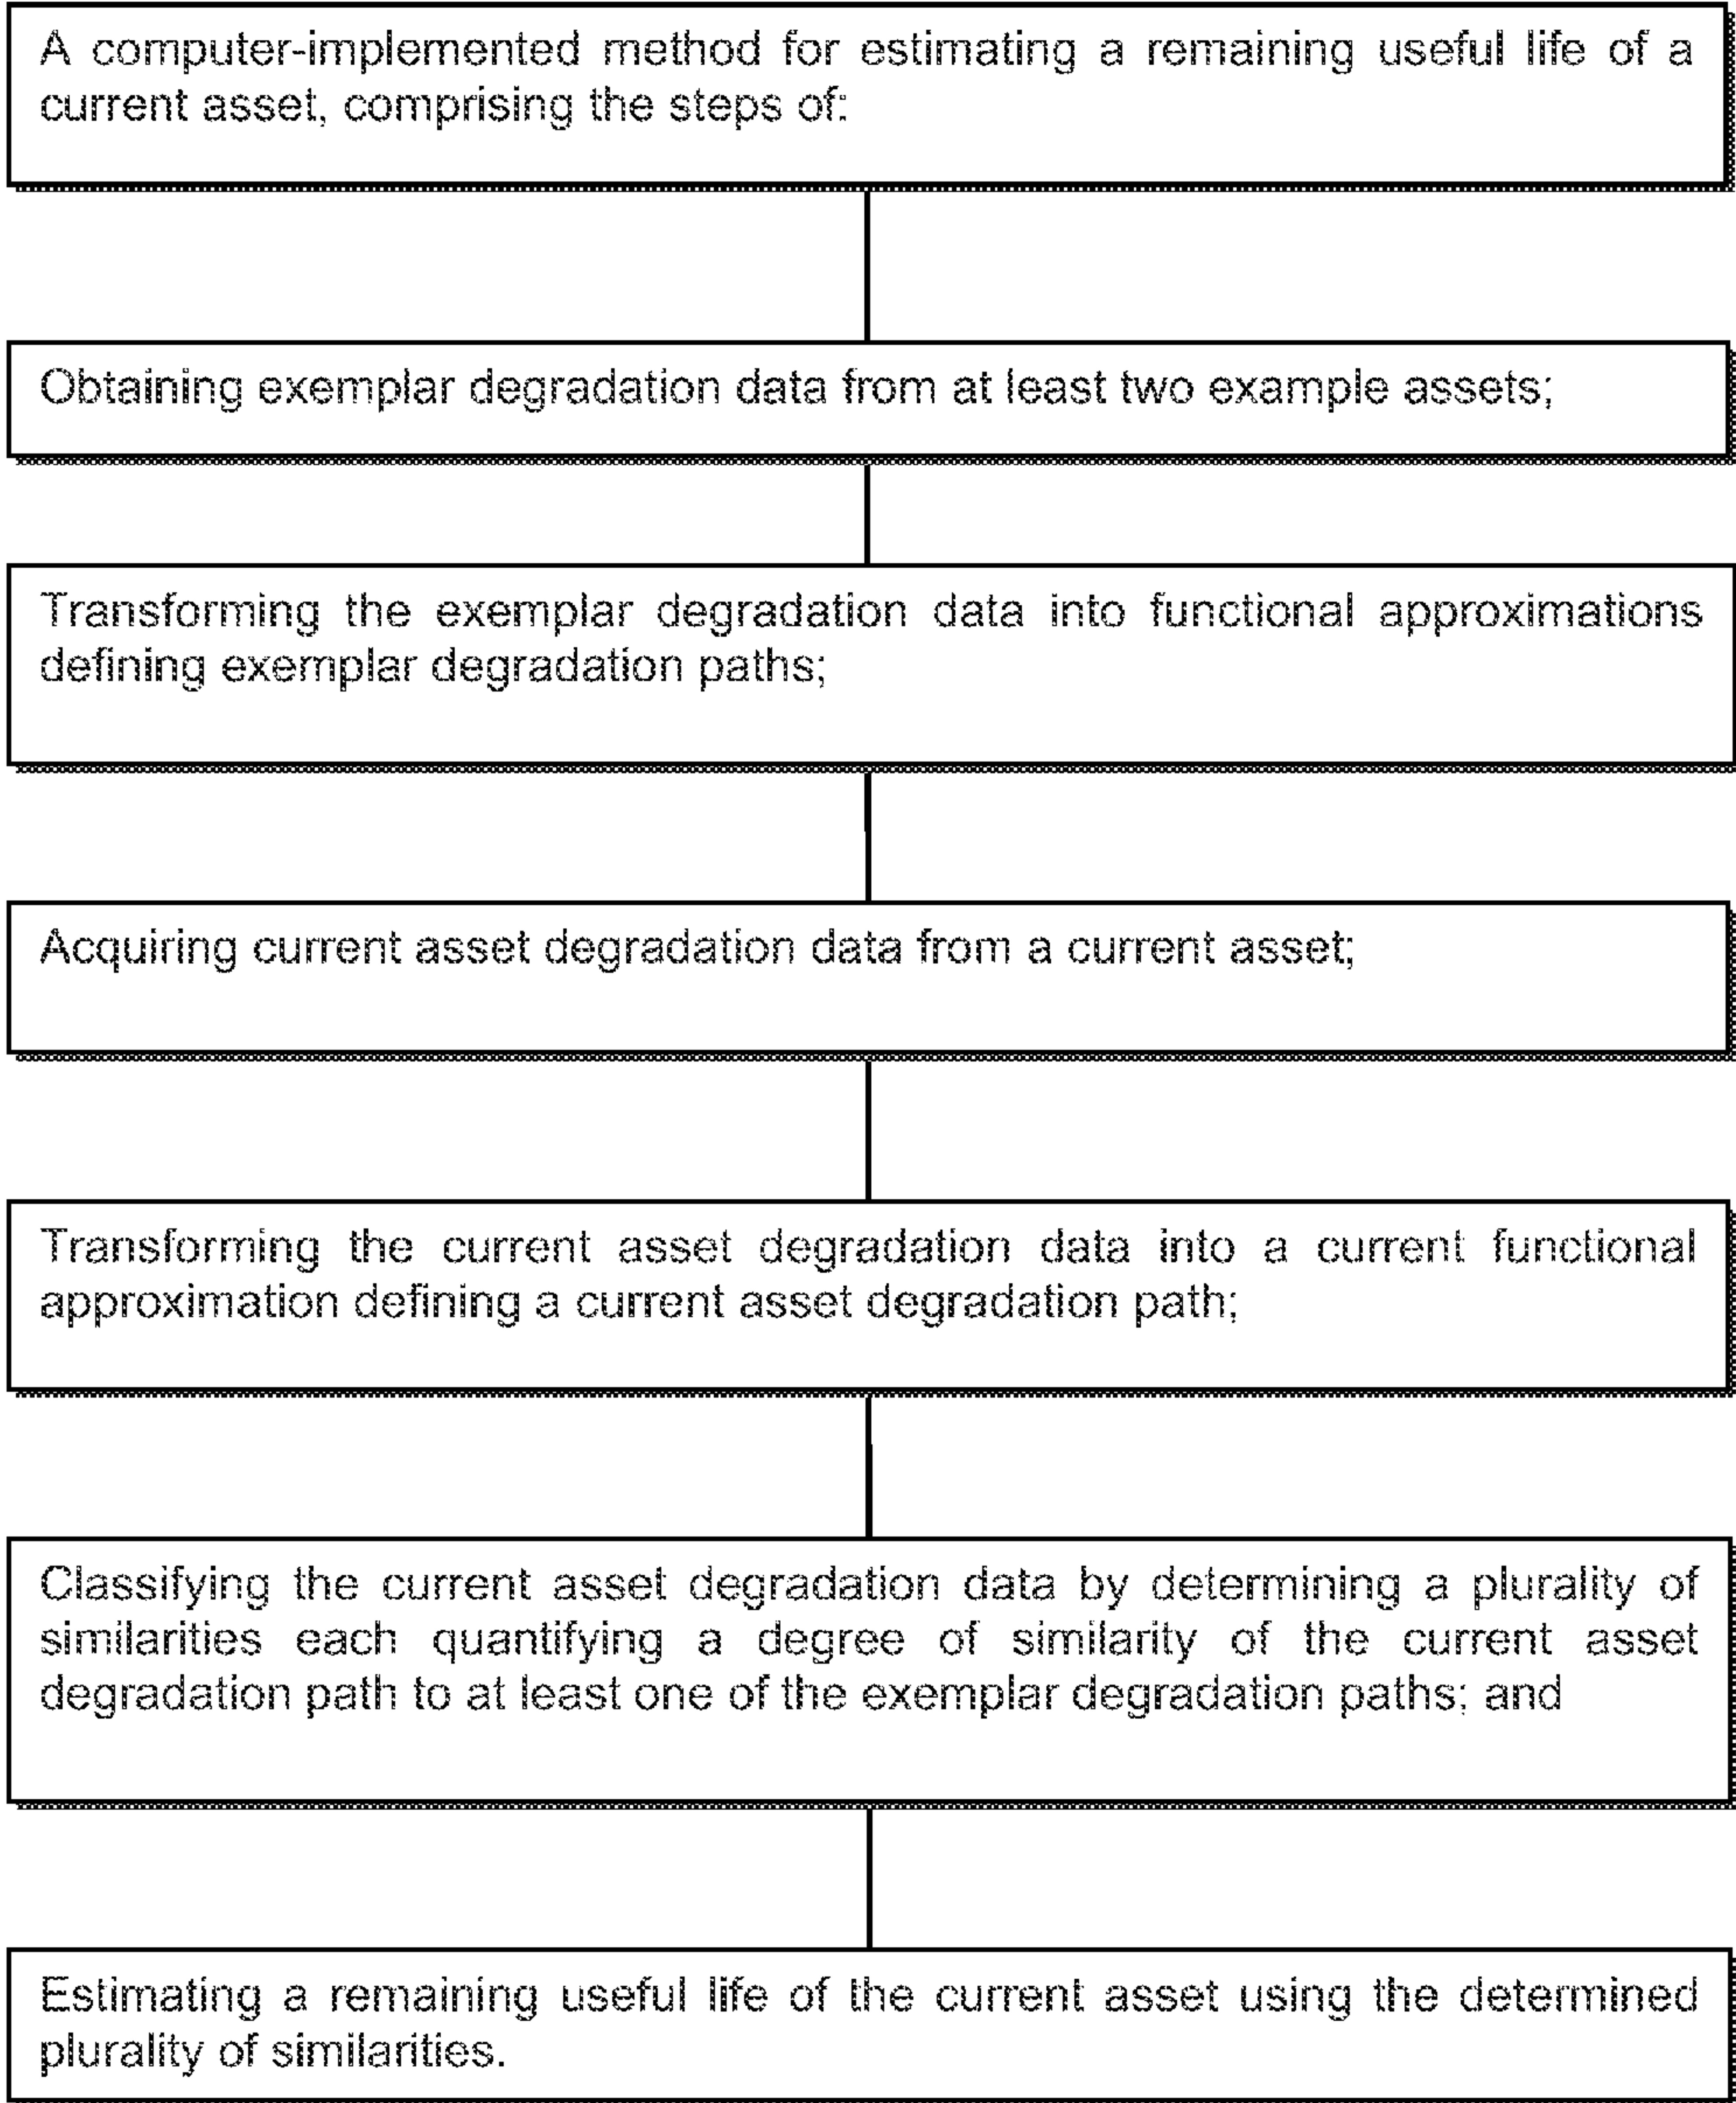 A computer-implemented method for estimating a remaining useful life of a
current asset, comprising the steps of:
Obtaining exemplar degradation data from at least two example assets;
Transforming the exemplar degradation data into functional approximations
defining exemplar degradation paths;
Acquiring current asset degradation data from a current asset;
Transforming the current asset degradation data into a current functional
approximation defining a current asset degradation path;
Classifying the current asset degradation data by determining a plurality of
similarities each quantifying a degree of similarity of the current asset
degradation path to at least one of the exemplar degradation paths; and
Estimating a remaining useful life of the current asset using the determined
plurality of similarities.